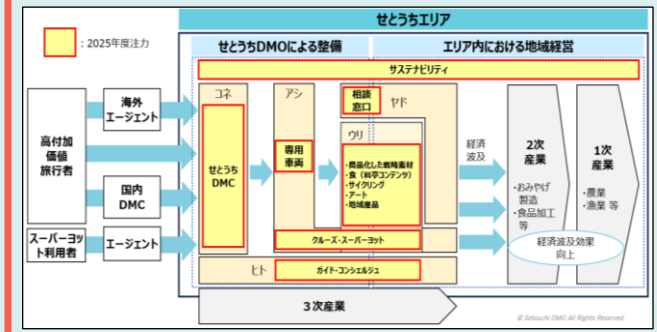 せとうちエリア
：2025年度注力
せとうちDMOによる整備
エリア内における地域経営
サステナビリティ
高付加
価値
旅行者
スーパーヨッ
ト利用者
海外
エージェント
国内
DMC
エージェント
コネ
せとうち
DMC
アシ
専用
車両
相談
窓口
ヤド
ウリ
・商品化した戦略素材
・食（料亭コンテンツ）
・サイクリング
・アート
・地域産品
クルーズ・スーパーヨット
ヒト
ガイド・コンシェルジュ
経済
波及
2次
産業
・おみやげ
製造
・食品加工
等
1次
産業
・農業
・漁業 等
経済波及効果
向上
3次産業
© Setouchi DMO All Rights Reserved.